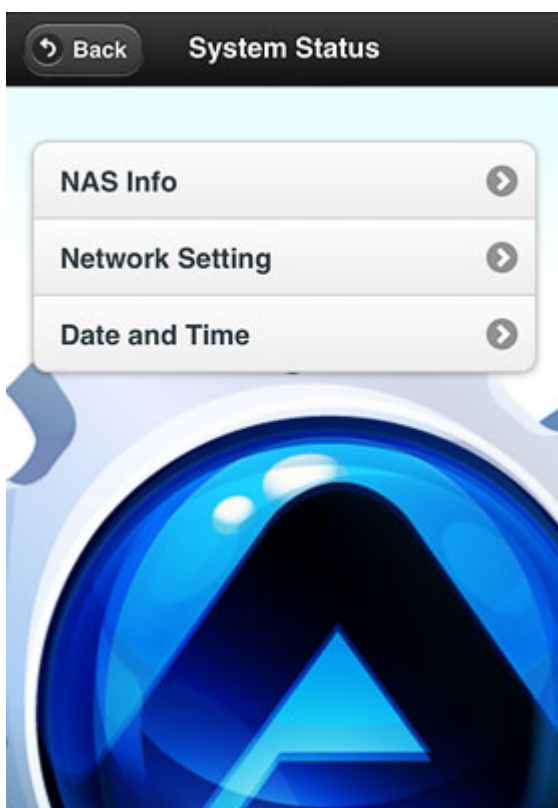 Back
System Status
NAS Info
Network Setting
Date and Time